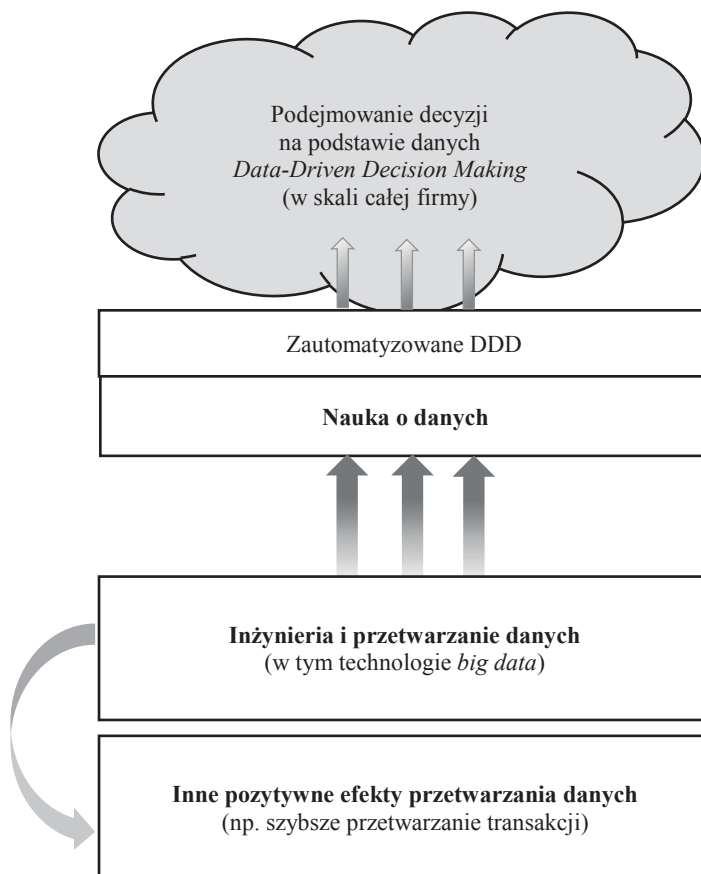 Podejmowanie decyzji
na podstawie danych
Data-Driven Decision Making
(w skali całej firmy)
Zautomatyzowane DDD
Nauka o danych
Inżynieria i przetwarzanie danych
(w tym technologie big data)
Inne pozytywne efekty przetwarzania danych
(np. szybsze przetwarzanie transakcji)